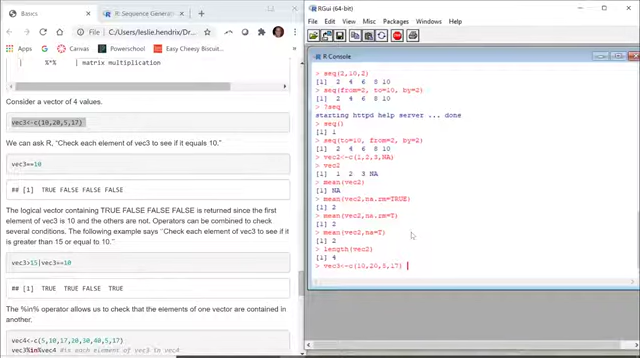 Basics
R: Sequence Generat
File
C:/Users/leslie.hendrix/Dr...
Seats
Canvas
Powerschool
Easy Cheesy Biscuit...
%*%
matrix multiplication
Consider a vector of 4 values.
vec3<-c(10,20,5,17)
We can ask R, “Check each element of vec3 to see if it equals 10.”
vec3==10
## [1]  TRUE FALSE FALSE FALSE
The logical vector containing TRUE FALSE FALSE FALSE is returned since the
first element of vec3 is 10 and the others are not. Operators can be combined to check
several conditions. The following example says “Check each element of vec3 to see if it
is greater than 15 or equal to 10.”
vec3>15|vec3==10
## [1]  TRUE  TRUE FALSE  TRUE
The %in% operator allows us to check that the elements of one vector are contained in
another.
vec4<-c(5,10,17,20,30,40,5,17)
vec3%in%vec4 #is each element of vec3 in vec4
RGui (64-bit)
File Edit View Misc Packages Windows Help
R Console
> seq(2,10,2)
[1]  2  4  6  8 10
> seq(from=2, to=10, by=2)
[1]  2  4  6  8 10
> ?seq
starting httpd help server ... done
> seq()
[1] 1
> seq(to=10, from=2, by=2)
[1]  2  4  6  8 10
> vec2<-c(1,2,3,NA)
> vec2
[1]  1  2  3 NA
> mean(vec2)
[1] NA
> mean(vec2,na.rm=TRUE)
[1] 2
> mean(vec2,na.rm=T)
[1] 2
> mean(vec2,na=T)
[1] 2
> length(vec2)
[1] 4
> vec3<-c(10,20,5,17)